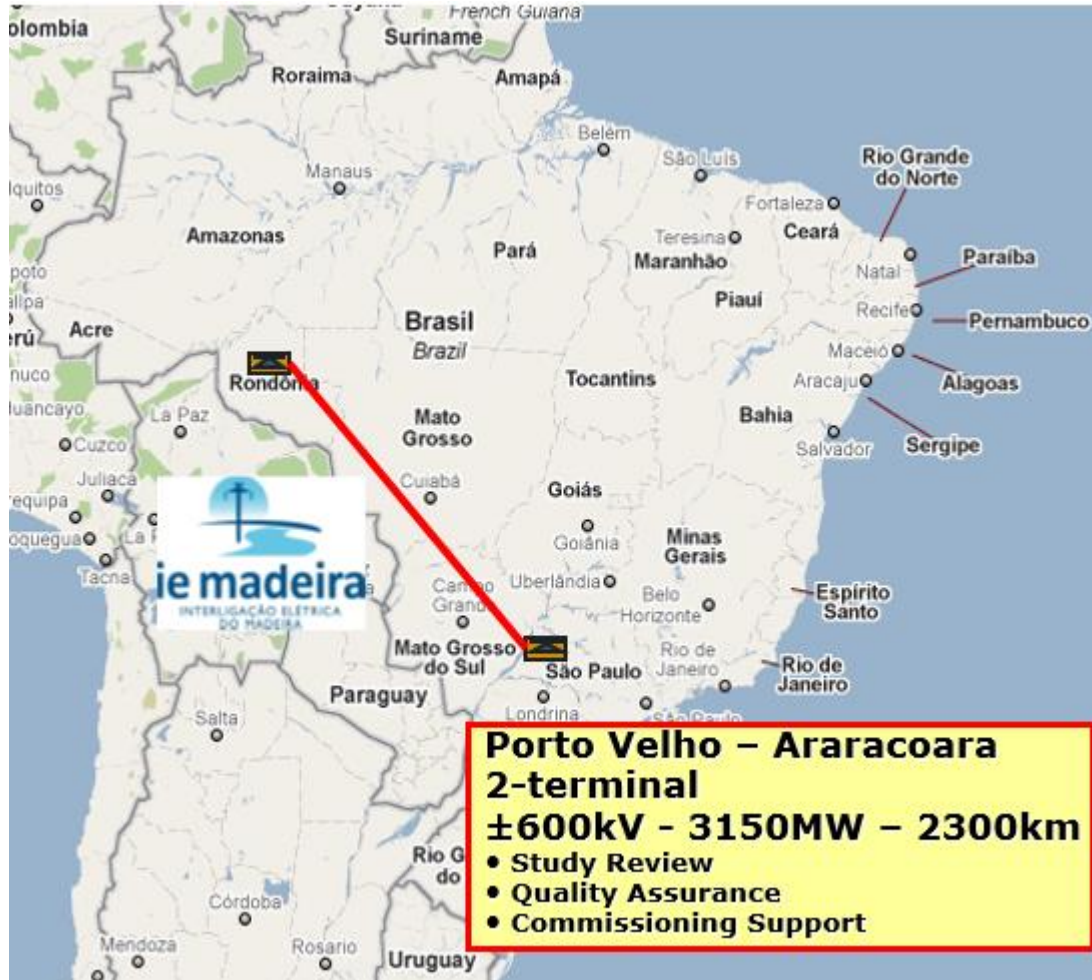 French Guiana
Suriname
Roraima
Amapá
Belém
São Luís
Rio Grande
do Norte
Manaus
Fortaleza
Ceará
Amazonas
Pará
Teresina
Maranhão
Natal
Paraíba
Piauí
Recife
Pernambuco
Acre
Brasil
Brazil
Maceió
Rondônia
Tocantins
Aracaju
Alagoas
La Paz
Mato
Grosso
Bahia
Cuzco
Salvador
Sergipe
Juliaca
Cuiabá
Goiás
Goiânia
Minas
Gerais
Tacna
ie madeira
INTERLIGAÇÃO ELÉTRICA
DO MADEIRA
Uberlândia
Belo
Horizonte
Espírito
Santo
Mato Grosso
do Sul
São Paulo
Rio de
Janeiro
Rio de
Janeiro
Paraguay
Londrina
Salta
Porto Velho – Araracoara
2-terminal
±600kV - 3150MW – 2300km
• Study Review
• Quality Assurance
• Commissioning Support
Córdoba
Mendoza
Rosario
Uruguay